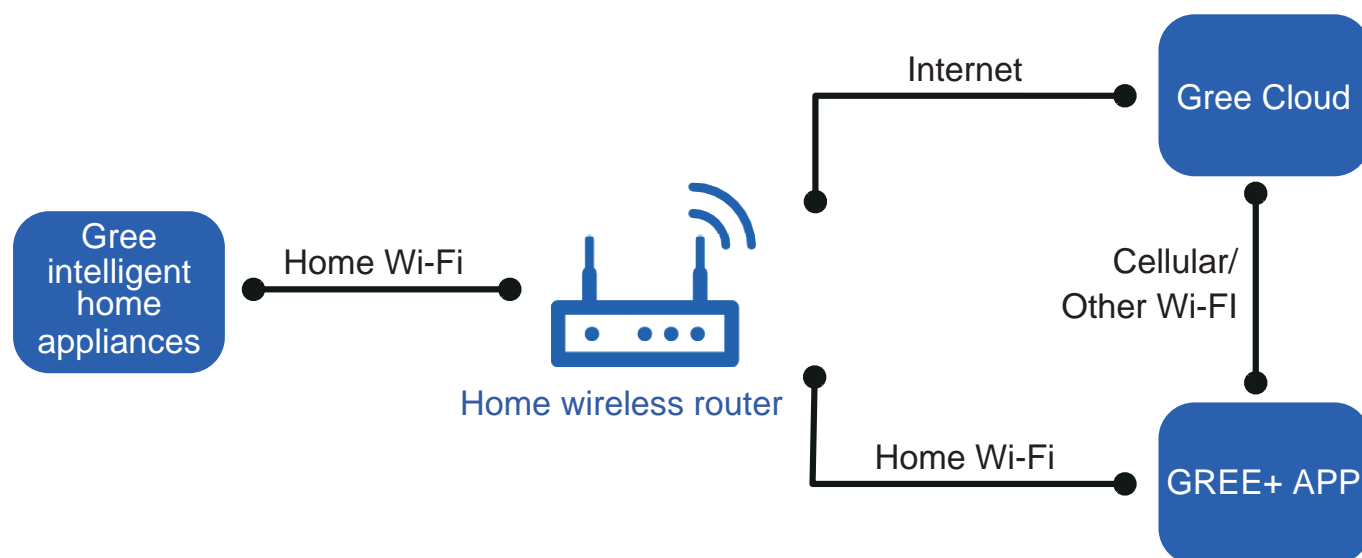 Internet
Gree Cloud
Gree
intelligent
home
appliances
Home Wi-Fi
Cellular/
Other Wi-FI
Home wireless router
Home Wi-Fi
GREE+ APP